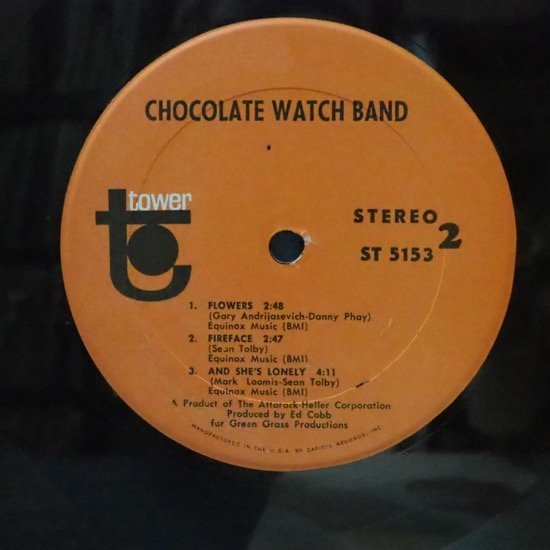 CHOCOLATE WATCH BAND
tower
STEREO 2
ST 5153
1. FLOWERS 2:48
(Gary Andrijasevich-Danny Phay)
Equinox Music (BMI)
2. FIREFACE 2:47
(Sean Tolby)
Equinox Music (BMI)
3. AND SHE'S LONELY 4:11
(Mark Loomis-Sean Tolby)
Equinox Music (BMI)
A Product of The Attarack-Heller Corporation
Produced by Ed Cobb
for Green Grass Productions
MANUFACTURED IN THE U.S.A. BY CAPITOL RECORDS, INC.